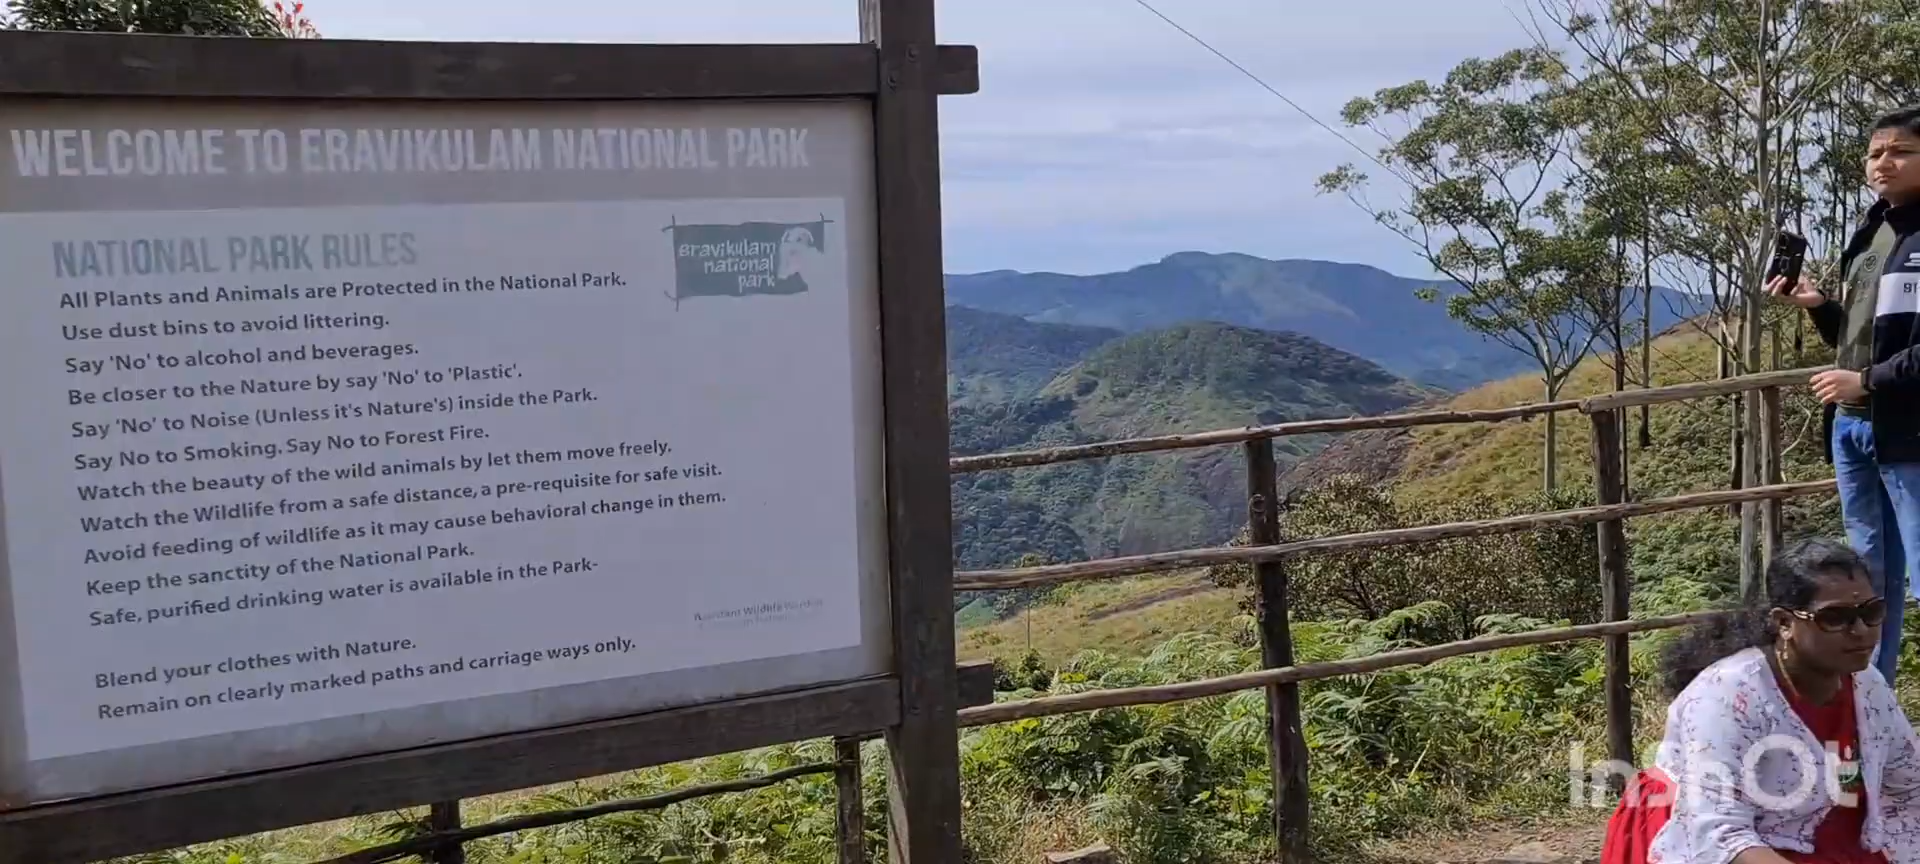 WELCOME TO ERAVIKULAM NATIONAL PARK
NATIONAL PARK RULES
eravikulam
national
park
All Plants and Animals are Protected in the National Park.
Use dust bins to avoid littering.
Say 'No' to alcohol and beverages.
Be closer to the Nature by say 'No' to 'Plastic'.
Say 'No' to Noise (Unless it's Nature's) inside the Park.
Say No to Smoking. Say No to Forest Fire.
Watch the beauty of the wild animals by let them move freely.
Watch the Wildlife from a safe distance, a pre-requisite for safe visit.
Avoid feeding of wildlife as it may cause behavioral change in them.
Keep the sanctity of the National Park.
Safe, purified drinking water is available in the Park-
Assistant Wildlife Warden
Blend your clothes with Nature.
Remain on clearly marked paths and carriage ways only.
InShOt